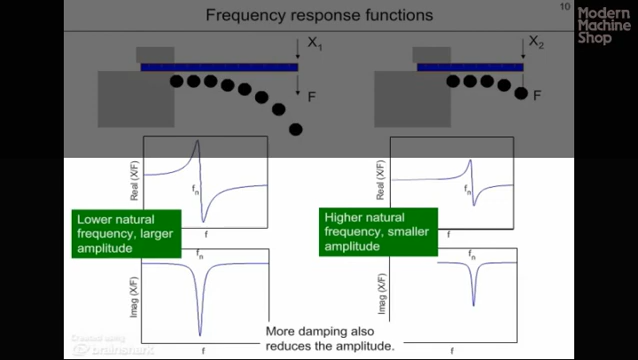 Frequency response functions
10
Modern
Machine
Shop
X1
F
X2
F
Real (X/F)
fn
f
Real (X/F)
fn
f
Lower natural
frequency, larger
amplitude
Higher natural
frequency, smaller
amplitude
Imag (X/F)
fn
f
Imag (X/F)
fn
f
More damping also
reduces the amplitude.
Created using
brainshark